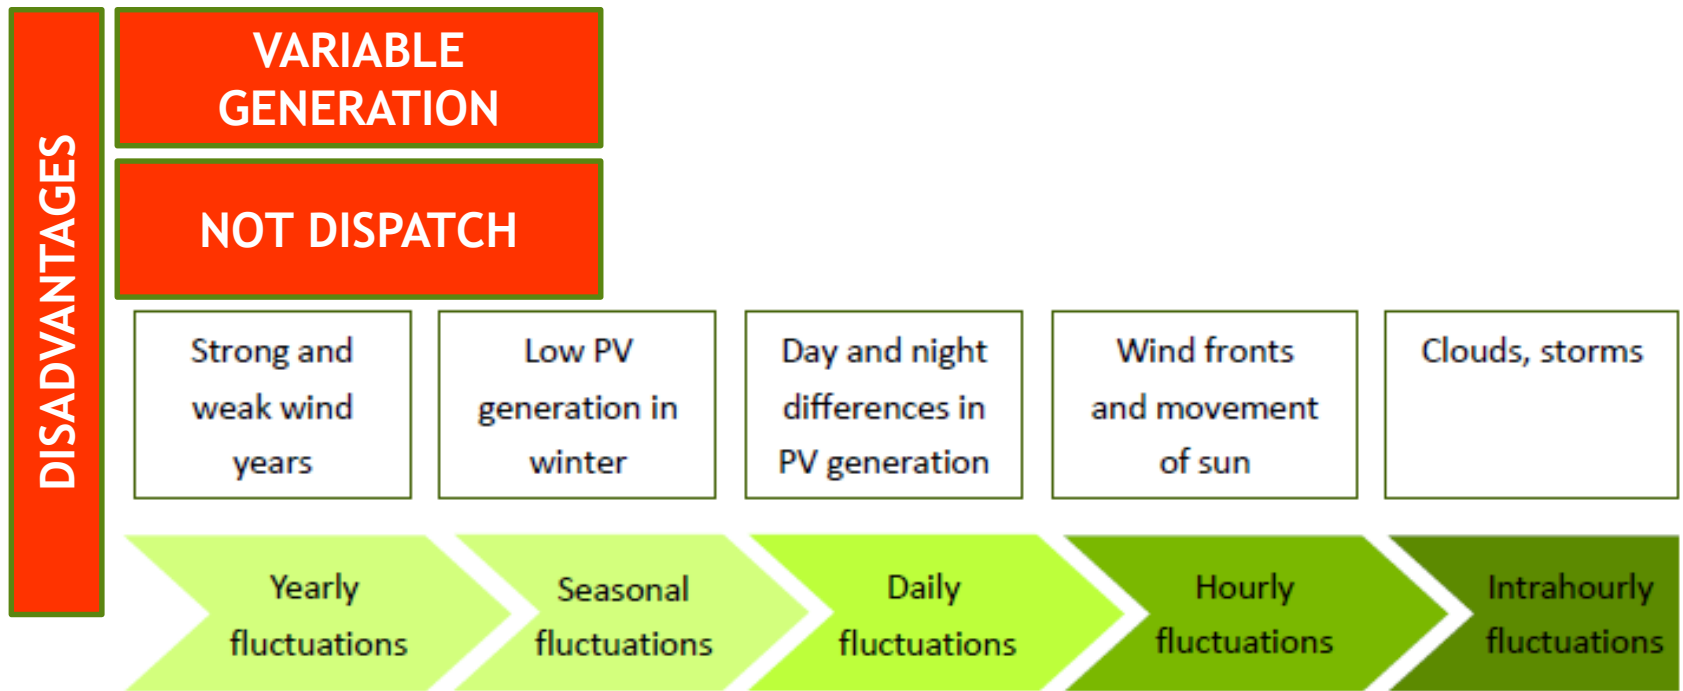 DISADVANTAGES
VARIABLE
GENERATION
NOT DISPATCH
Strong and
weak wind
years
Low PV
generation in
winter
Day and night
differences in
PV generation
Wind fronts
and movement
of sun
Clouds, storms
Yearly
fluctuations
Seasonal
fluctuations
Daily
fluctuations
Hourly
fluctuations
Intrahourly
fluctuations